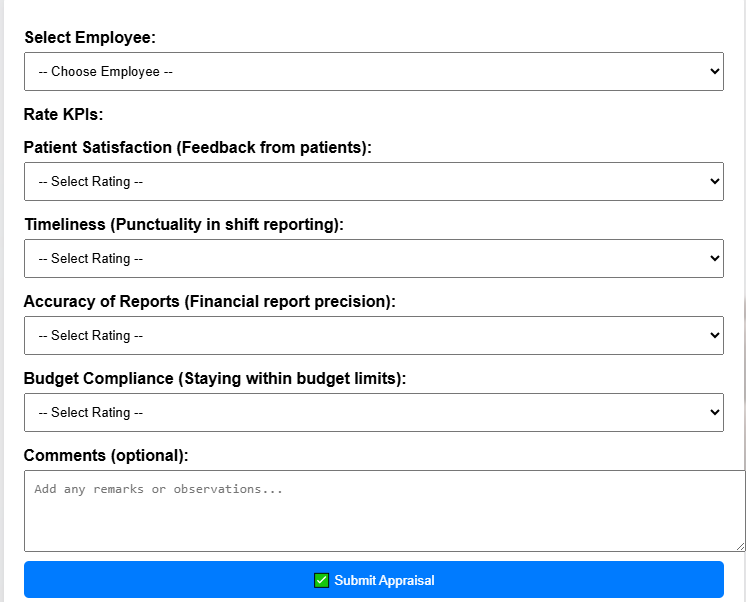 Select Employee:
-- Choose Employee --
Rate KPIs:
Patient Satisfaction (Feedback from patients):
-- Select Rating --
Timeliness (Punctuality in shift reporting):
-- Select Rating --
Accuracy of Reports (Financial report precision):
-- Select Rating --
Budget Compliance (Staying within budget limits):
-- Select Rating --
Comments (optional):
Add any remarks or observations...
✅ Submit Appraisal